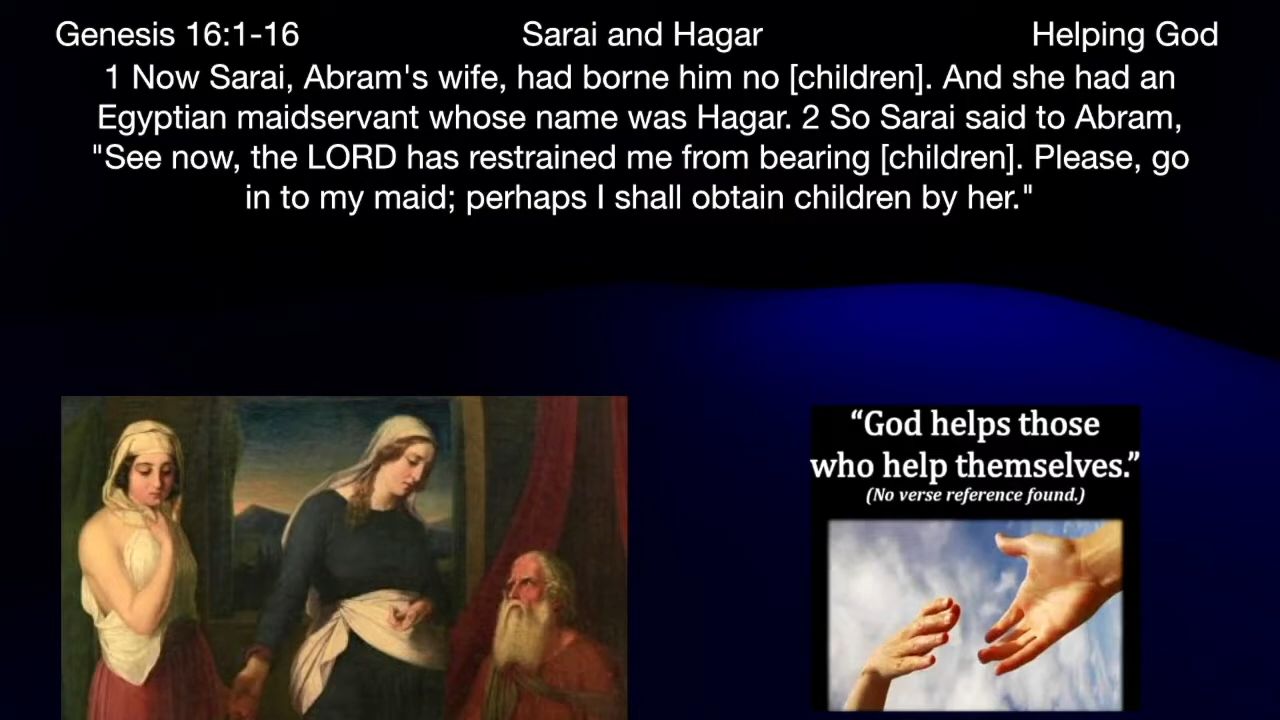 Genesis 16:1-16 Sarai and Hagar Helping God
1 Now Sarai, Abram's wife, had borne him no [children]. And she had an
Egyptian maidservant whose name was Hagar. 2 So Sarai said to Abram,
"See now, the LORD has restrained me from bearing [children]. Please, go
in to my maid; perhaps I shall obtain children by her."
“God helps those
who help themselves.”
(No verse reference found.)